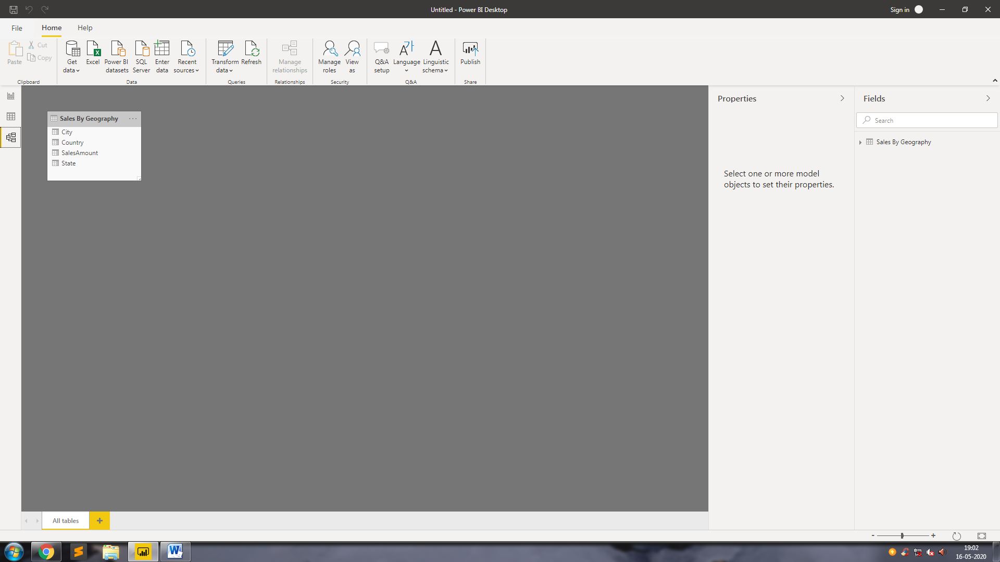 Untitled - Power BI Desktop
Sign in
File
Home
Help
Paste
Cut
Copy
Clipboard
Get
data
Excel
Power BI
datasets
SQL
Server
Enter
data
Recent
sources
Data
Transform
data
Refresh
Queries
Manage
relationships
Relationships
Manage
roles
View
as
Security
Q&A
setup
Language
Linguistic
schema
Q&A
Publish
Share
Sales By Geography
City
Country
SalesAmount
State
Properties
Select one or more model
objects to set their properties.
Fields
Search
Sales By Geography
All tables
19:02
16-05-2020